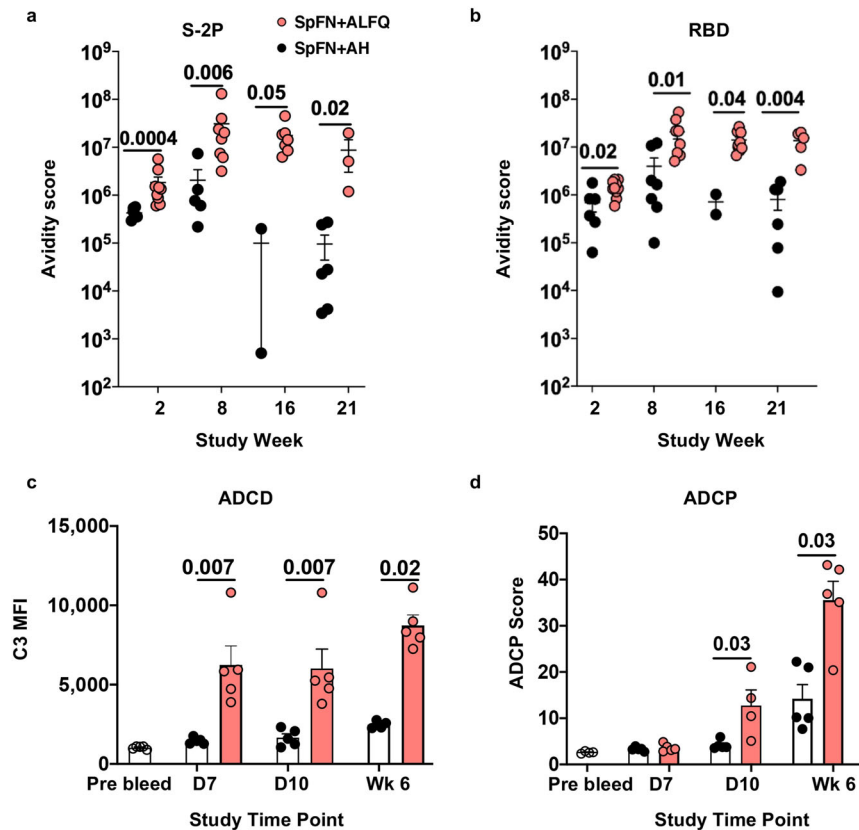 a
S-2P
SpFN+ALFQ
SpFN+AH
10⁹
10⁸
10⁷
10⁶
10⁵
10⁴
10³
10²
0.0004
0.006
0.05
0.02
Avidity score
2 8 16 21
Study Week
b
RBD
10⁹
10⁸
10⁷
10⁶
10⁵
10⁴
10³
10²
0.02
0.01
0.04
0.004
Avidity score
2 8 16 21
Study Week
c
ADCD
15,000
10,000
5,000
0
0.007
0.007
0.02
C3 MFI
Pre bleed D7 D10 Wk 6
Study Time Point
d
ADCP
50
40
30
20
10
0
0.03
0.03
ADCP Score
Pre bleed D7 D10 Wk 6
Study Time Point